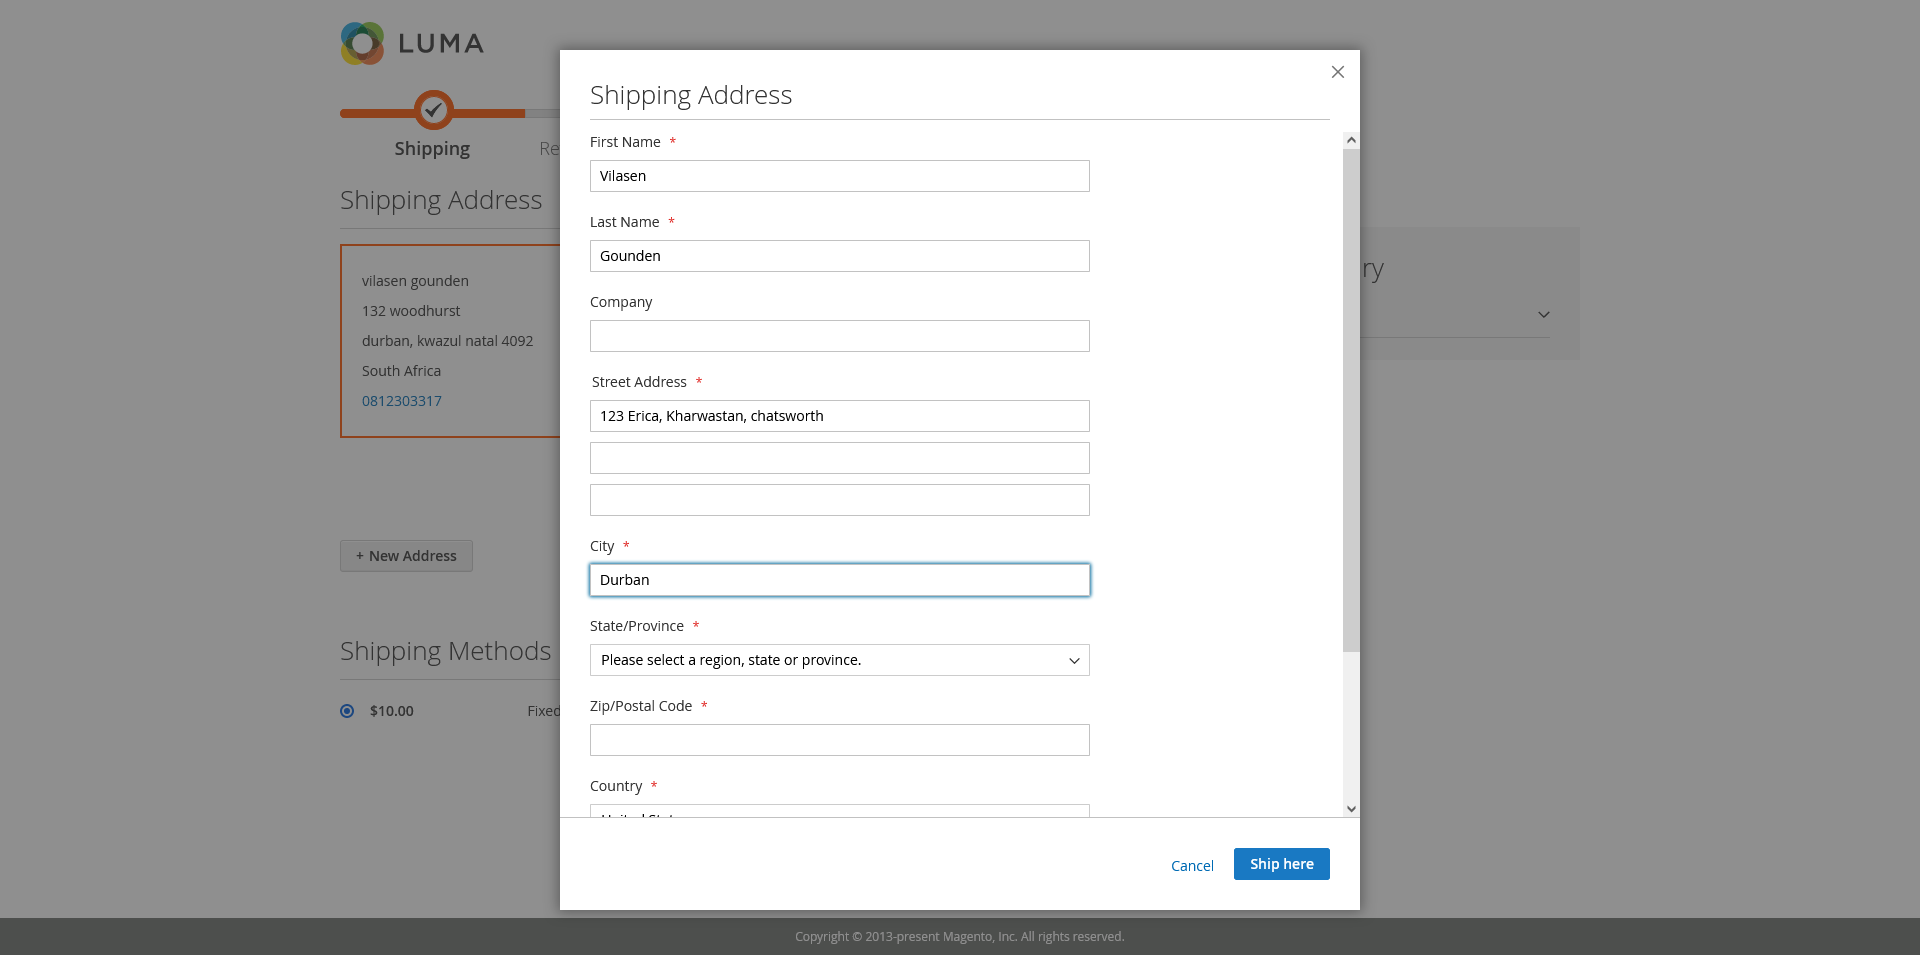 LUMA
Shipping
Re
Shipping Address
vilasen gounden
132 woodhurst
durban, kwazul natal 4092
South Africa
0812303317
+ New Address
Shipping Methods
$10.00 Fixed
Shipping Address
First Name *
Vilasen
Last Name *
Gounden
Company
Street Address *
123 Erica, Kharwastan, chatsworth
City *
Durban
State/Province *
Please select a region, state or province.
Zip/Postal Code *
Country *
Cancel
Ship here
ry
Copyright © 2013-present Magento, Inc. All rights reserved.